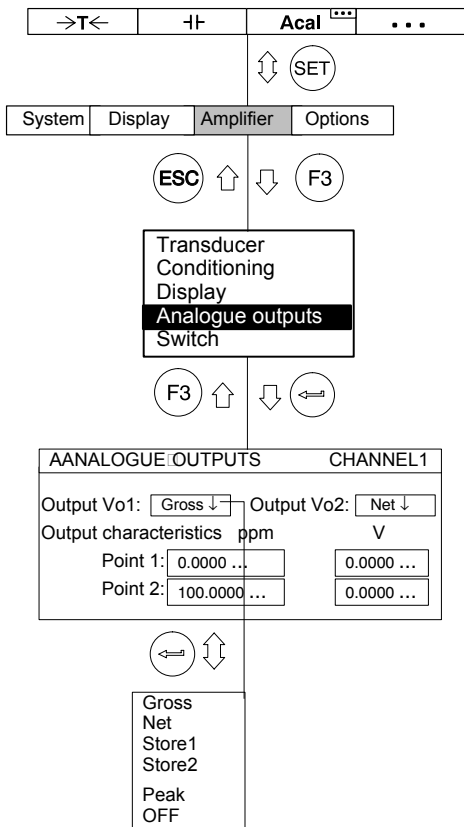 →T← ⊣⊢ Acal ... ...
SET
System Display Amplifier Options
ESC F3
Transducer
Conditioning
Display
Analogue outputs
Switch
F3
AANALOGUE□OUTPUTS CHANNEL1
Output Vo1: Gross ↓ Output Vo2: Net ↓
Output characteristics ppm V
Point 1: 0.0000 ... 0.0000 ...
Point 2: 100.0000 ... 0.0000 ...
Gross
Net
Store1
Store2
Peak
OFF